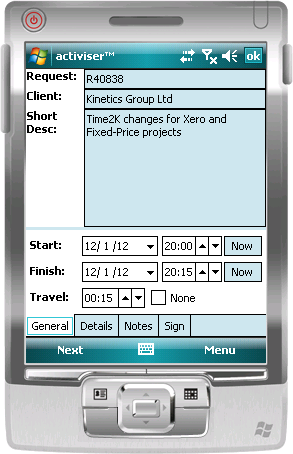 activiser™ ok
Request: R40838
Client: Kinetics Group Ltd
Short Desc: Time2K changes for Xero and
Fixed-Price projects
Start: 12/ 1 /12 20:00 Now
Finish: 12/ 1 /12 20:15 Now
Travel: 00:15 None
General Details Notes Sign
Next Menu